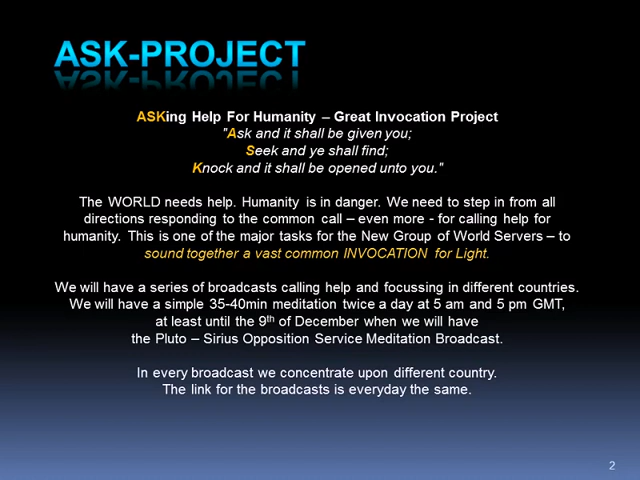 ASK-PROJECT
ASKing Help For Humanity – Great Invocation Project
"Ask and it shall be given you;
Seek and ye shall find;
Knock and it shall be opened unto you."
The WORLD needs help. Humanity is in danger. We need to step in from all
directions responding to the common call – even more - for calling help for
humanity. This is one of the major tasks for the New Group of World Servers – to
sound together a vast common INVOCATION for Light.
We will have a series of broadcasts calling help and focussing in different countries.
We will have a simple 35-40min meditation twice a day at 5 am and 5 pm GMT,
at least until the 9th of December when we will have
the Pluto – Sirius Opposition Service Meditation Broadcast.
In every broadcast we concentrate upon different country.
The link for the broadcasts is everyday the same.
2